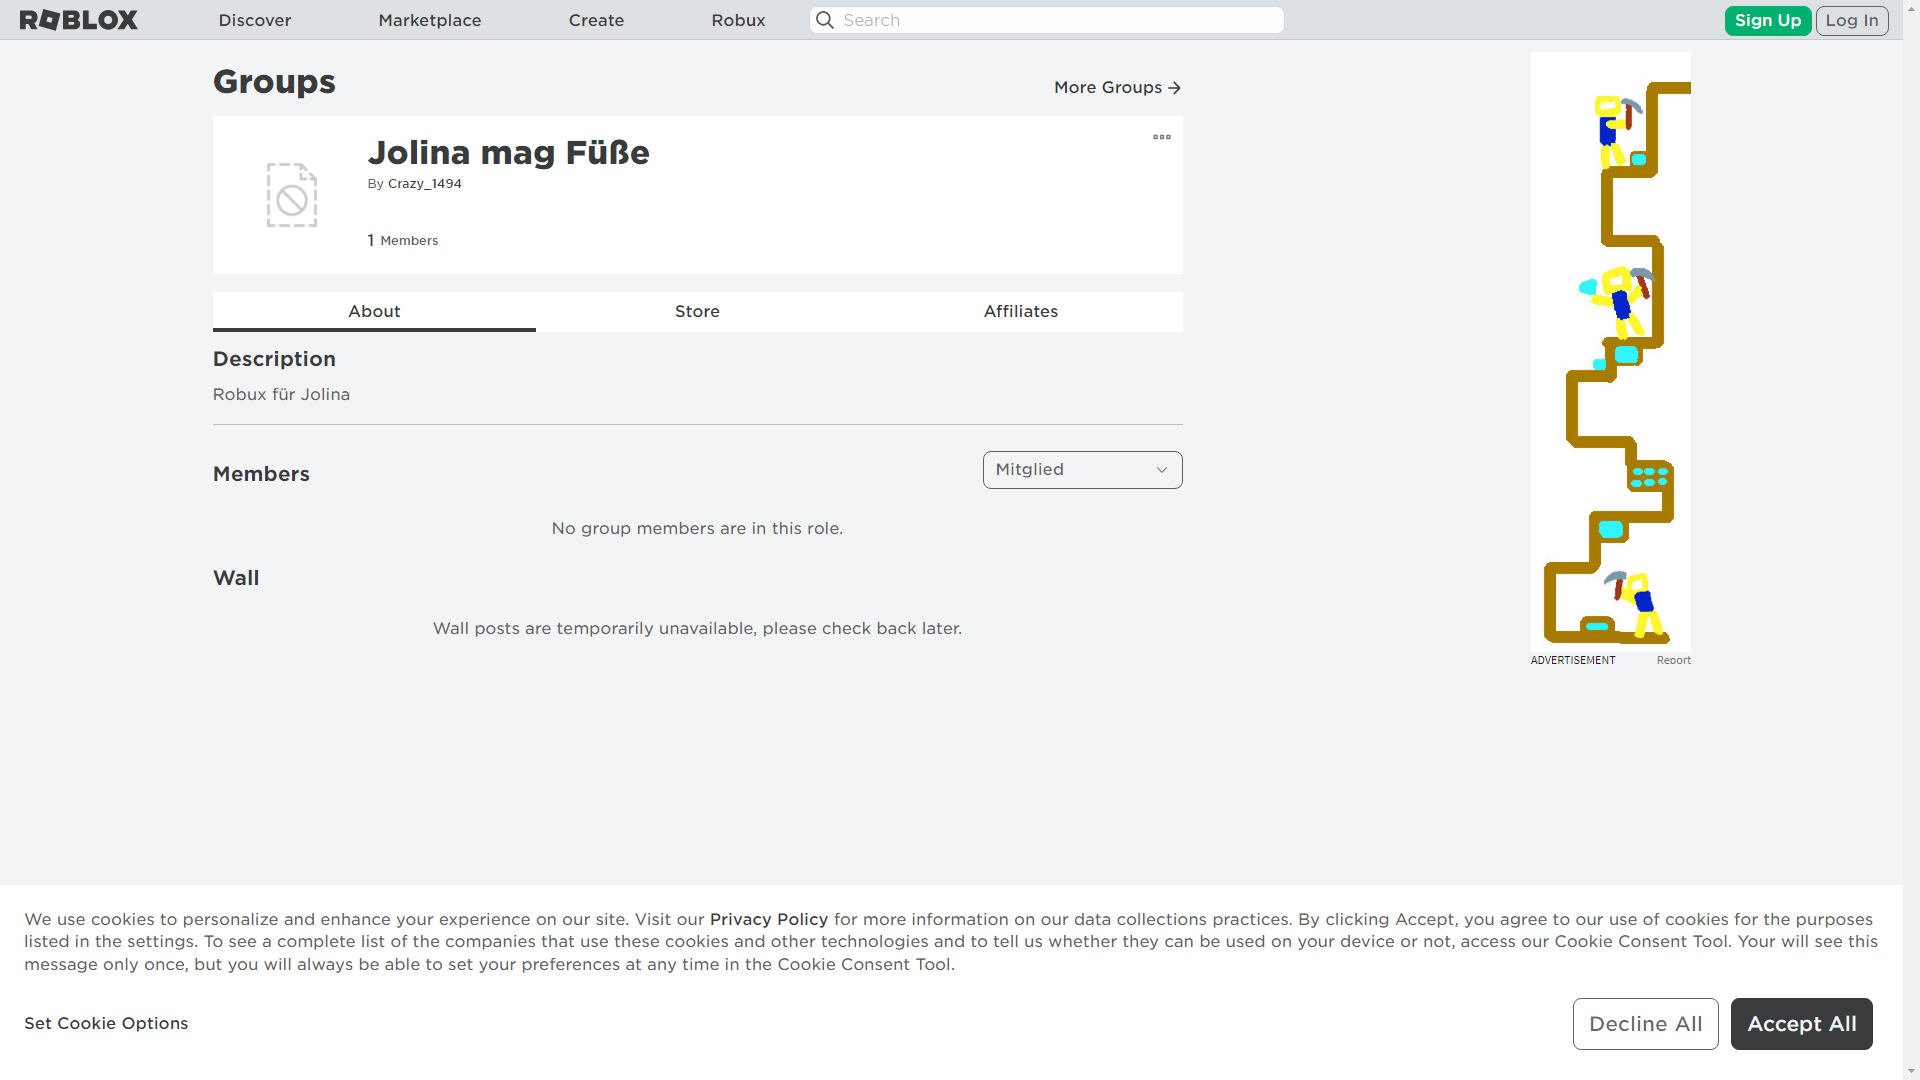 ROBLOX Discover Marketplace Create Robux Search Sign Up Log In
Groups
More Groups
Jolina mag Füße
By Crazy_1494
1 Members
About Store Affiliates
Description
Robux für Jolina
Members
Mitglied
No group members are in this role.
Wall
Wall posts are temporarily unavailable, please check back later.
ADVERTISEMENT Report
We use cookies to personalize and enhance your experience on our site. Visit our Privacy Policy for more information on our data collections practices. By clicking Accept, you agree to our use of cookies for the purposes
listed in the settings. To see a complete list of the companies that use these cookies and other technologies and to tell us whether they can be used on your device or not, access our Cookie Consent Tool. Your will see this
message only once, but you will always be able to set your preferences at any time in the Cookie Consent Tool.
Set Cookie Options
Decline All
Accept All